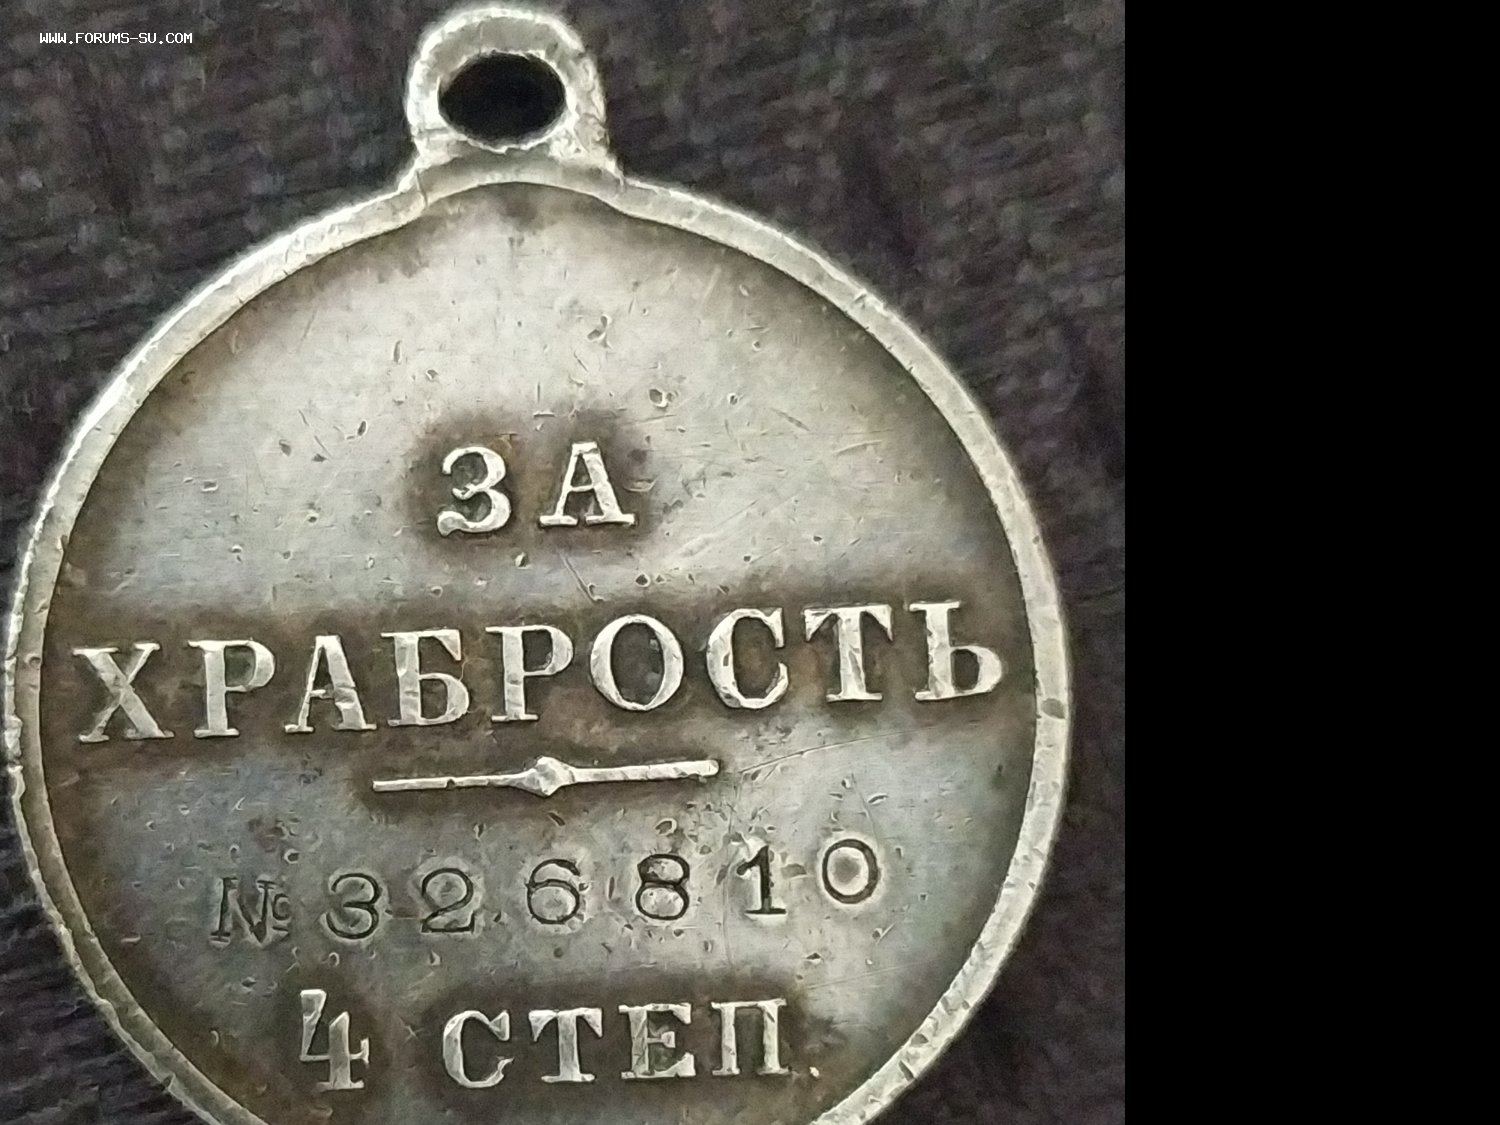 WWW.FORUMS-SU.COM
ЗА
ХРАБРОСТЬ
№ 326810
4 СТЕП.